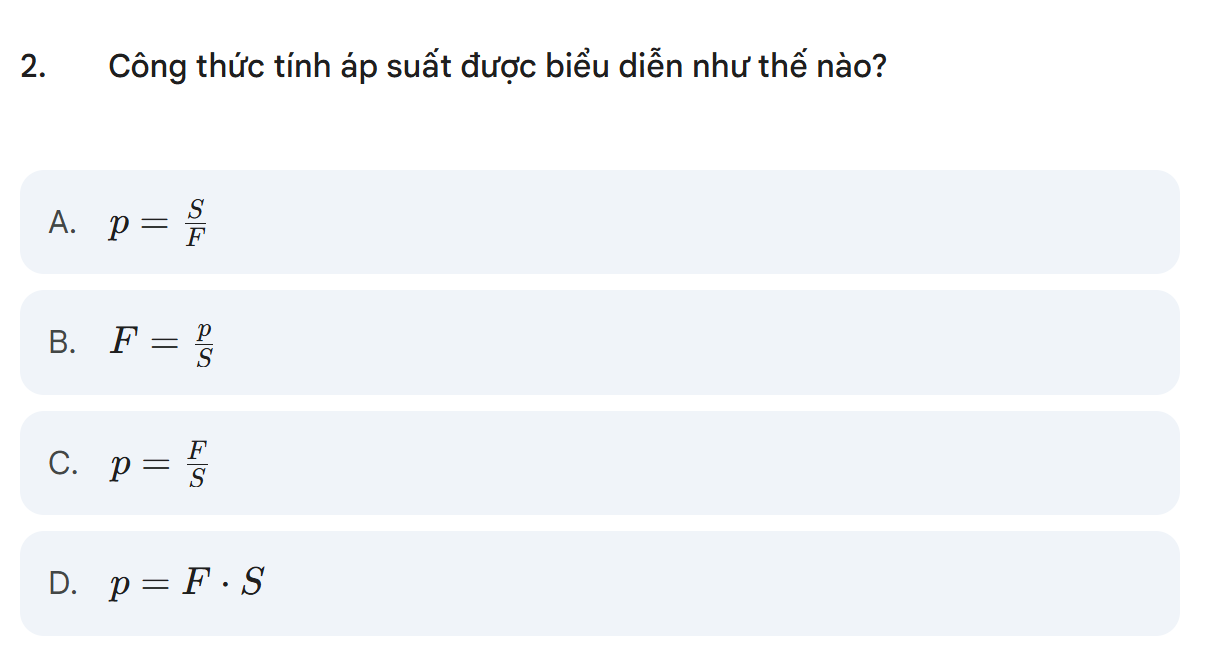 2. Công thức tính áp suất được biểu diễn như thế nào?
A. p = S/F
B. F = p/S
C. p = F/S
D. p = F · S